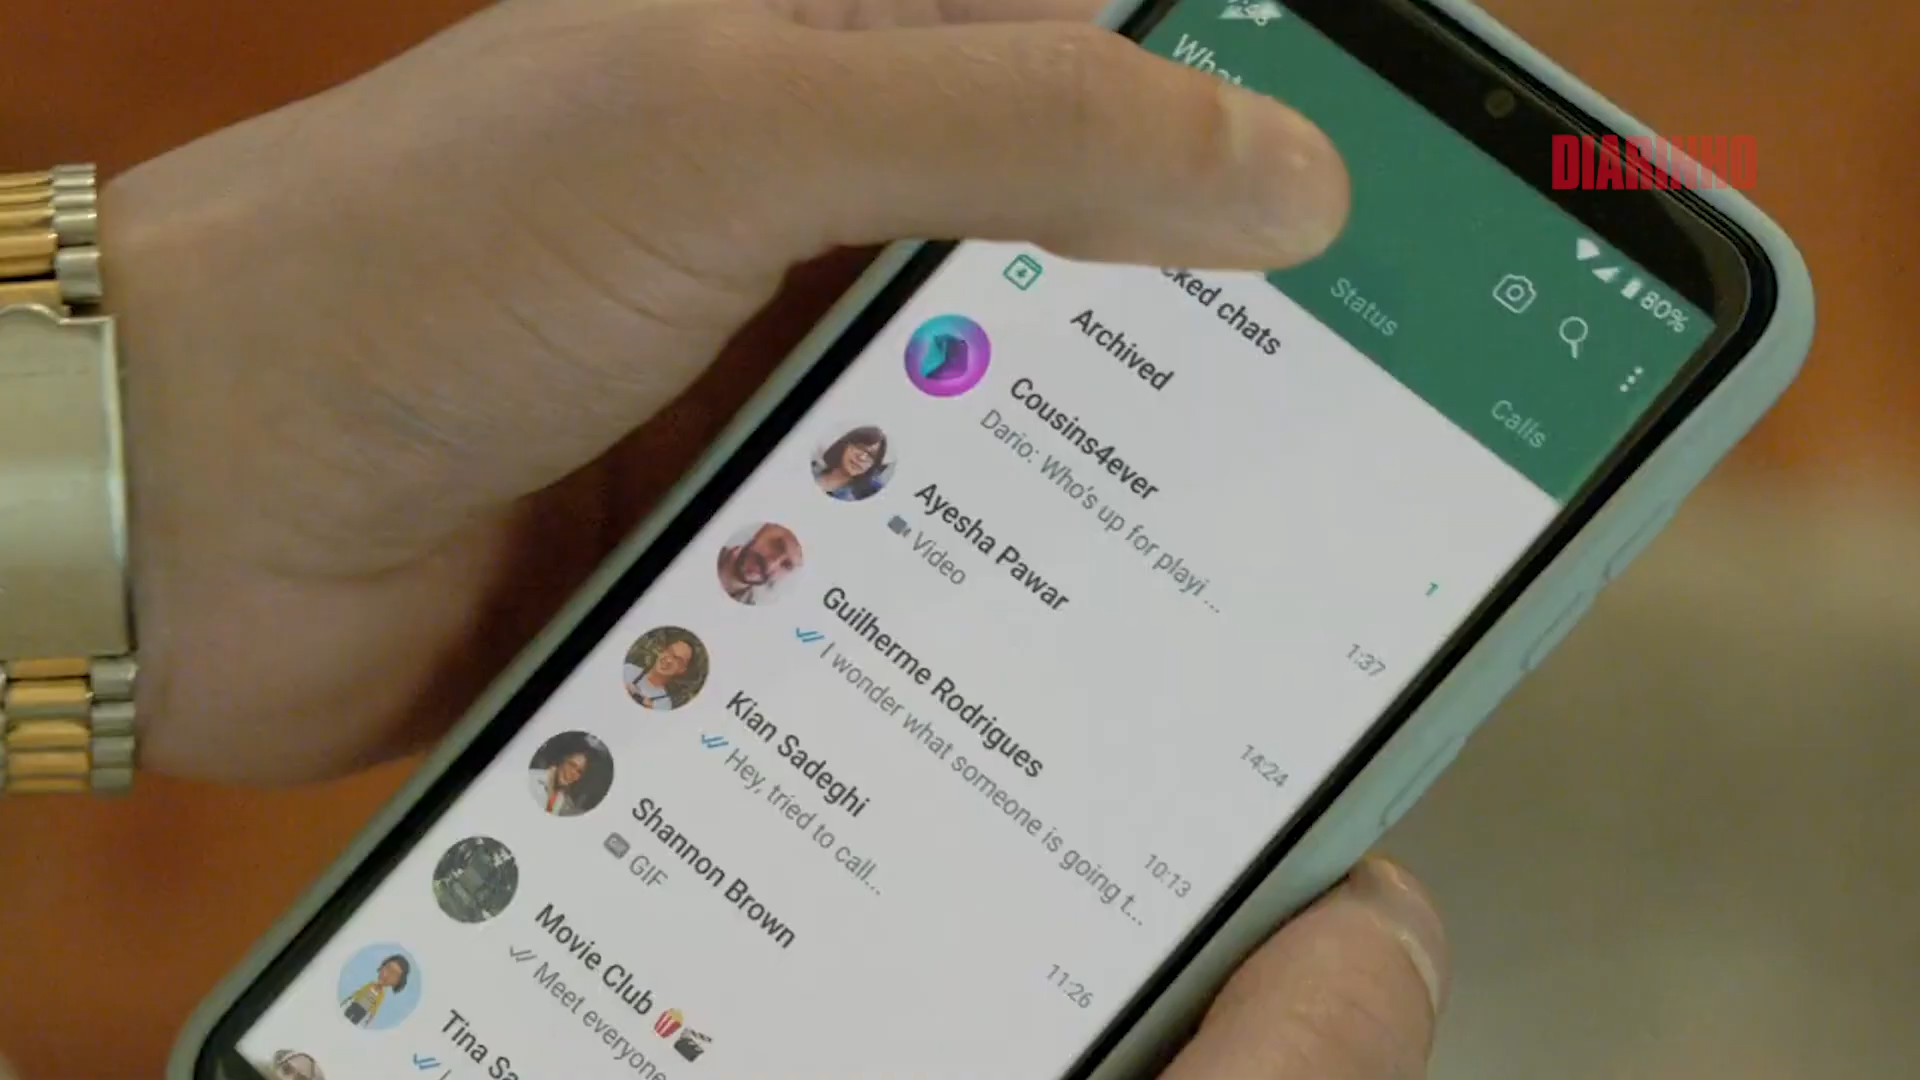 DIARINHO
80%
Status
Calls
chats
Archived
Cousins4ever
Dario: Who's up for playi ...
1
Ayesha Pawar
Video
1:37
Guilherme Rodrigues
I wonder what someone is going t...
14:24
Kian Sadeghi
Hey, tried to call...
10:13
Shannon Brown
GIF
GIF
11:26
Movie Club 🍿🎬
Meet everyone
Tina